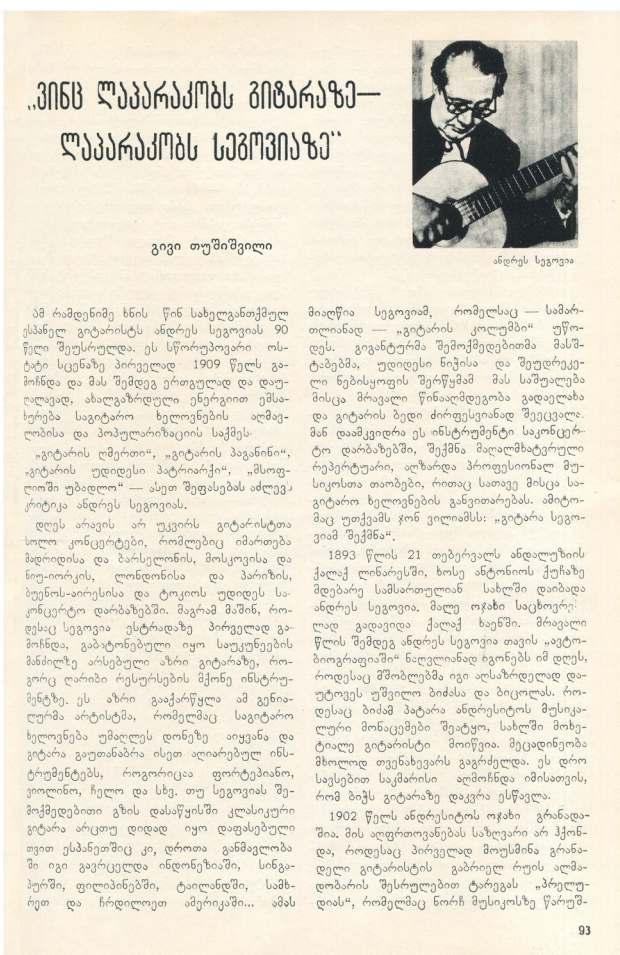 „ვინც ლაპარაკობს გიტარაზე—
ლაპარაკობს სეგოვიაზე“
გივი თუშიშვილი
ანდრეს სეგოვია
ამ რამდენიმე ხნის წინ სახელგანთქმულ
ესპანელ გიტარისტს ანდრეს სეგოვიას 90
წელი შეუსრულდა. ეს სწორუპოვარი ოს-
ტატი სცენაზე პირველად 1909 წელს გა-
მოჩნდა და მას შემდეგ ერთგულად და დაუ-
ღალავად, ახალგაზრდული ენერგიით ემსა-
ხურება საგიტარო ხელოვნების აღმავ-
ლობისა და პოპულარიზაციის საქმეს.
„გიტარის ღმერთი“, „გიტარის პაგანინი“,
„გიტარის უდიდესი პატრიარქი“, „მსოფ-
ლიოში უბადლო“ — ასეთ შეფასებას აძლევს
კრიტიკა ანდრეს სეგოვიას.
დღეს არავის არ უკვირს გიტარისტთა
სოლო კონცერტები, რომლებიც იმართება
მადრიდისა და ბარსელონის, მოსკოვისა და
ნიუ-იორკის, ლონდონისა და პარიზის,
ბუენოს-აირესისა და ტოკიოს უდიდეს სა-
კონცერტო დარბაზებში. მაგრამ მაშინ, რო-
დესაც სეგოვია ესტრადაზე პირველად გა-
მოჩნდა, გაბატონებული იყო საუკუნეების
მანძილზე არსებული აზრი გიტარაზე, რო-
გორც ღარიბი რესურსების მქონე ინსტრუ-
მენტზე. ეს აზრი გააქარწყლა ამ გენია-
ლურმა არტისტმა, რომელმაც საგიტარო
ხელოვნება უმაღლეს დონეზე აიყვანა და
გიტარა გაუთანაბრა ისეთ აღიარებულ ინს-
ტრუმენტებს, როგორიცაა ფორტეპიანო,
ვიოლინო, ჩელო და სხვ. თუ სეგოვიას შე-
მოქმედებითი გზის დასაწყისში კლასიკური
გიტარა არცთუ დიდად იყო დაფასებული
თვით ესპანეთშიც კი, დროთა განმავლობა
ში იგი გავრცელდა ინდონეზიაში, სინგა-
პურში, ფილიპინებში, ტაილანდში, სამხ-
რეთ და ჩრდილოეთ ამერიკაში... ამას
მიაღწია სეგოვიამ, რომელსაც — სამარ-
თლიანად — „გიტარის კოლუმბი“ უწო-
დეს. გიგანტურმა შემოქმედებითმა მასშ-
ტაბებმა, უდიდესი ნიჭისა და შეუდრეკე-
ლი ნებისყოფის შერწყმამ მას საშუალება
მისცა მრავალი წინააღმდეგობა გადაელახა
და გიტარის ბედი ძირფესვიანად შეეცვალა.
მან დაამკვიდრა ეს ინსტრუმენტი საკონცერ-
ტო დარბაზებში, შექმნა მაღალმხატვრული
რეპერტუარი, აღზარდა პროფესიონალ მუ-
სიკოსთა თაობები, რითაც სათავე მისცა სა-
გიტარო ხელოვნების განვითარებას. ამიტო-
მაც უთქვამს ჯონ ვილიამსს: „გიტარა სეგო-
ვიამ შექმნა“.
1893 წლის 21 თებერვალს ანდალუზიის
ქალაქ ლინარესში, ხოსე ანტონიოს ქუჩაზე
მდებარე სამსართულიან სახლში დაიბადა
ანდრეს სეგოვია. მალე ოჯახი საცხოვრე-
ლად გადავიდა ქალაქ ხაენში. მრავალი
წლის შემდეგ ანდრეს სეგოვია თავის „ავტო-
ბიოგრაფიაში“ ნაღვლიანად იგონებს იმ დღეს,
როდესაც მშობლებმა იგი აღსაზრდელად და-
უტოვეს უშვილო ბიძასა და ბიცოლას. რო-
დესაც ბიძამ პატარა ანდრესიტოს მუსიკა-
ლური მონაცემები შეატყო, სახლში მოხე-
ტიალე გიტარისტი მოიწვია. მეცადინეობა
მხოლოდ თვენახევარს გაგრძელდა. ეს დრო
სავსებით საკმარისი აღმოჩნდა იმისათვის,
რომ ბიჭს გიტარაზე დაკვრა ესწავლა.
1902 წელს ანდრესიტოს ოჯახი გრანადა-
შია. მის აღფრთოვანებას საზღვარი არ ჰქონ-
და, როდესაც პირველად მოუსმინა გრანა-
დელი გიტარისტის გაბრიელ რუის ალმა-
დობარის შესრულებით ტარეგას „პრელუ-
დიას“, რომელმაც ნორჩ მუსიკოსზე წარუშ-
93